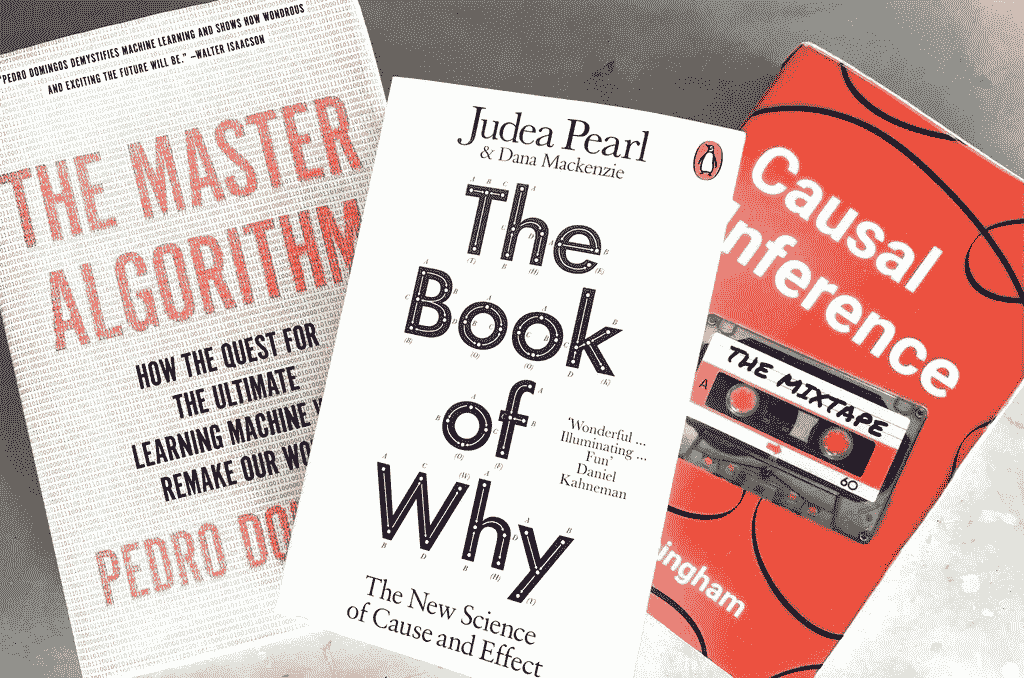 "PEDRO DOMINGOS DEMYSTIFIES MACHINE LEARNING AND SHOWS HOW WONDROUS
AND EXCITING THE FUTURE WILL BE." —WALTER ISAACSON
THE MASTER
ALGORITHM
HOW THE QUEST FOR
THE ULTIMATE
LEARNING MACHINE W
REMAKE OUR WO
PEDRO DO
Judea Pearl
& Dana Mackenzie
The
Book
of
Why
'Wonderful ...
Illuminating ...
Fun'
Daniel
Kahneman
The New Science
of Cause and Effect
Causal
Inference
A
THE MIXTAPE
60
ingham